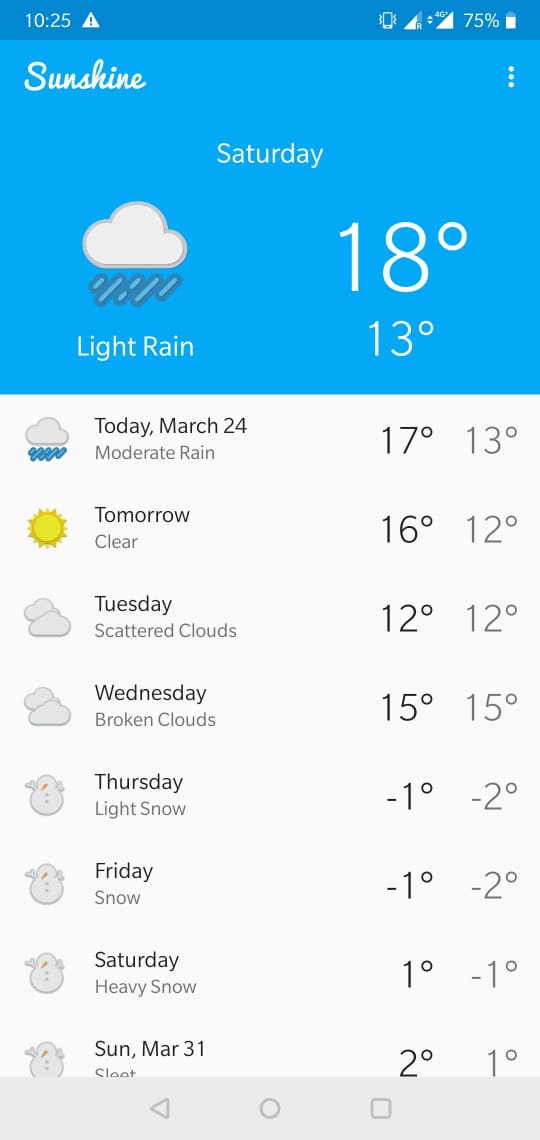 10:25 R 4G+ 75%
Sunshine
Saturday
18°
Light Rain 13°
Today, March 24 17° 13°
Moderate Rain
Tomorrow 16° 12°
Clear
Tuesday 12° 12°
Scattered Clouds
Wednesday 15° 15°
Broken Clouds
Thursday -1° -2°
Light Snow
Friday -1° -2°
Snow
Saturday 1° -1°
Heavy Snow
Sun, Mar 31 2° 1°
Sleet